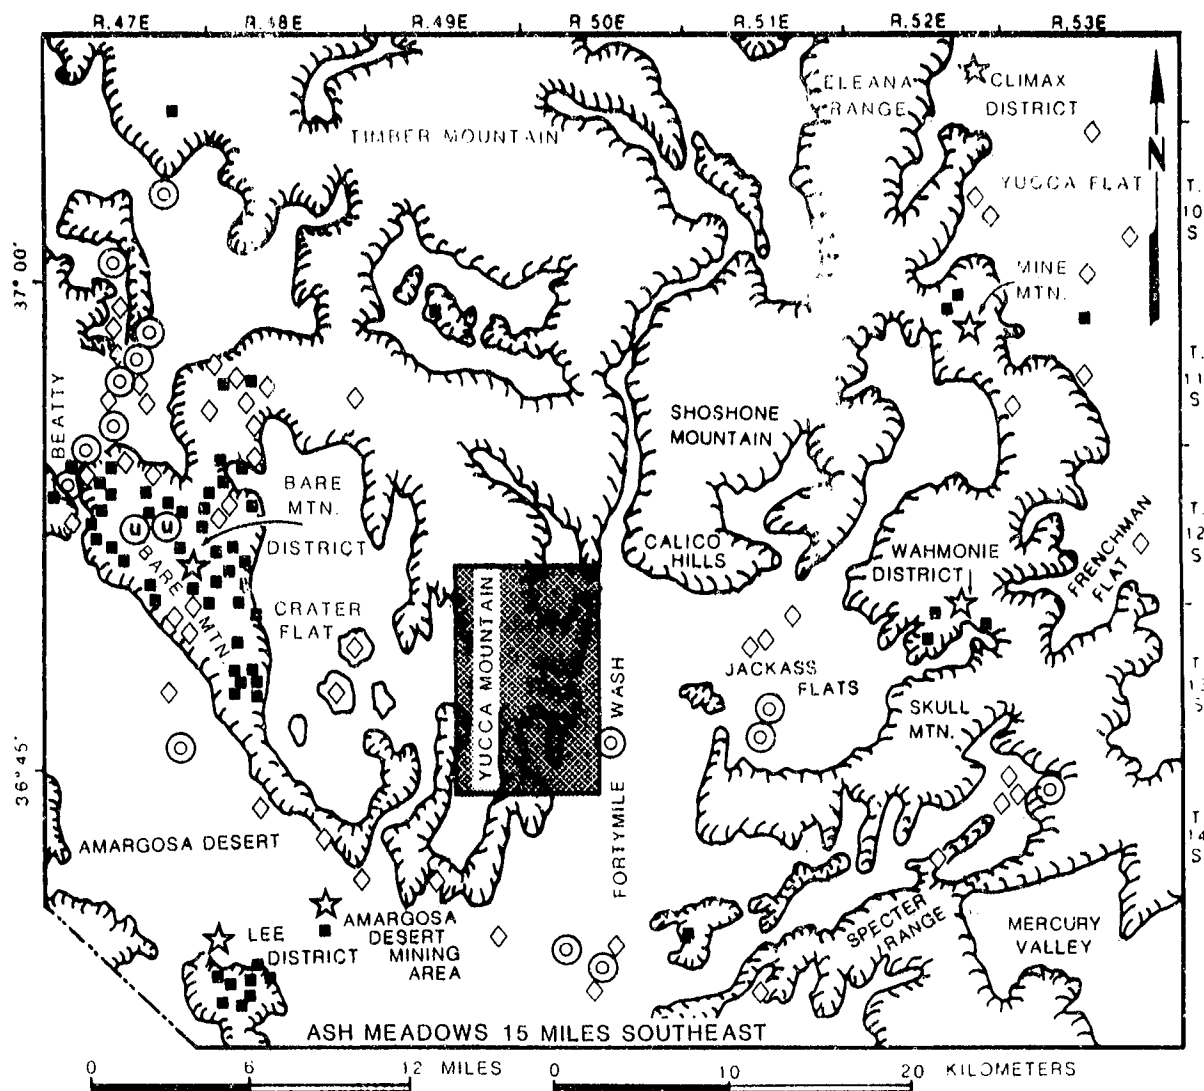 R.47E R.48E R.49E R.50E R.51E R.52E R.53E
ELEANA
RANGE
CLIMAX
DISTRICT
TIMBER MOUNTAIN
N
YUCCA FLAT
T.
10
S
37° 00'
MINE
MTN.
T.
11
S
BEATTY
SHOSHONE
MOUNTAIN
BARE
MTN.
DISTRICT
U U
BARE MTN.
CALICO
HILLS
WAHMONIE
DISTRICT
FRENCHMAN
FLAT
T.
12
S
CRATER
FLAT
YUCCA MOUNTAIN
FORTYMILE WASH
JACKASS
FLATS
SKULL
MTN.
T.
S
36° 45'
AMARGOSA DESERT
T.
14
S
LEE
DISTRICT
AMARGOSA
DESERT
MINING
AREA
SPECTER
RANGE
MERCURY
VALLEY
ASH MEADOWS 15 MILES SOUTHEAST
0 6 12 MILES 0 10 20 KILOMETERS